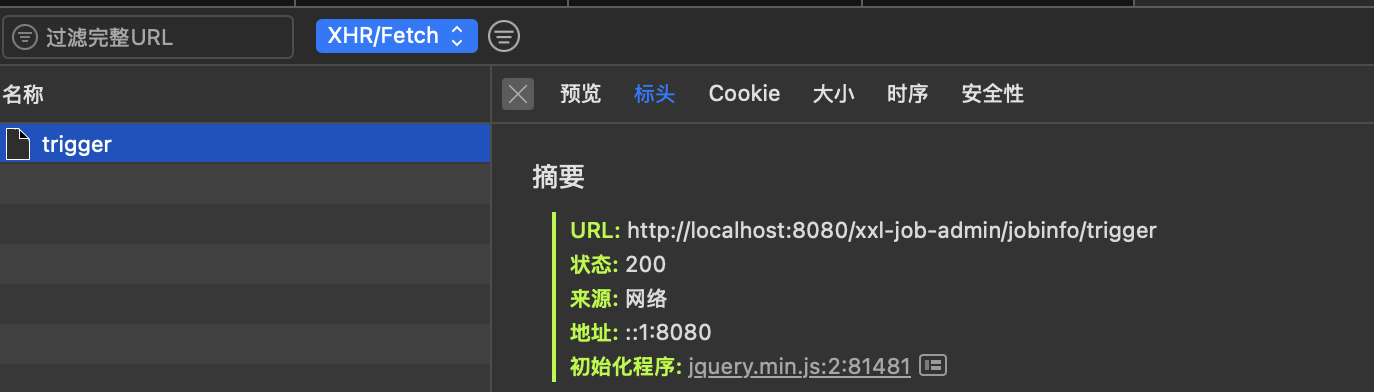 过滤完整URL
XHR/Fetch
名称
预览 标头 Cookie 大小 时序 安全性
trigger
摘要
URL: http://localhost:8080/xxl-job-admin/jobinfo/trigger
状态: 200
来源: 网络
地址: ::1:8080
初始化程序: jquery.min.js:2:81481